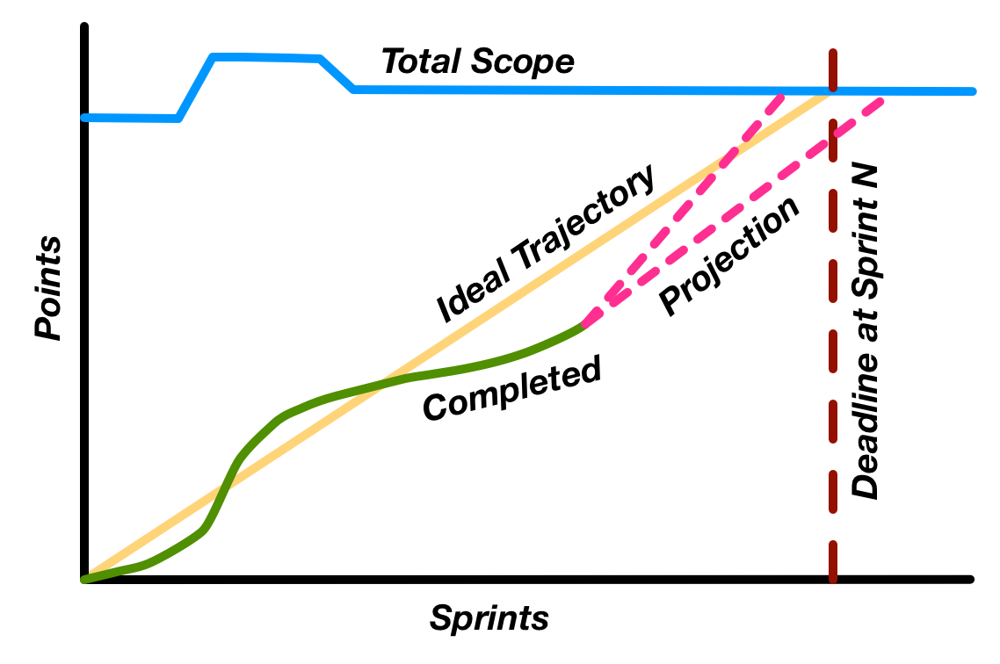 Total Scope
Ideal Trajectory
Projection
Completed
Deadline at Sprint N
Points
Sprints